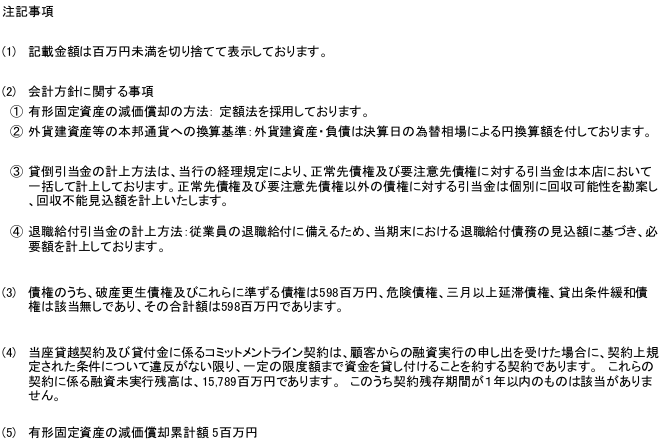 注記事項
(1) 記載金額は百万円未満を切り捨てて表示しております。
(2) 会計方針に関する事項
① 有形固定資産の減価償却の方法： 定額法を採用しております。
② 外貨建資産等の本邦通貨への換算基準：外貨建資産・負債は決算日の為替相場による円換算額を付しております。
③ 貸倒引当金の計上方法は、当行の経理規定により、正常先債権及び要注意先債権に対する引当金は本店において
一括して計上しております。正常先債権及び要注意先債権以外の債権に対する引当金は個別に回収可能性を勘案し
、回収不能見込額を計上いたします。
④ 退職給付引当金の計上方法：従業員の退職給付に備えるため、当期末における退職給付債務の見込額に基づき、必
要額を計上しております。
(3) 債権のうち、破産更生債権及びこれらに準ずる債権は598百万円、危険債権、三月以上延滞債権、貸出条件緩和債
権は該当無しであり、その合計額は598百万円であります。
(4) 当座貸越契約及び貸付金に係るコミットメントライン契約は、顧客からの融資実行の申し出を受けた場合に、契約上規
定された条件について違反がない限り、一定の限度額まで資金を貸し付けることを約する契約であります。 これらの
契約に係る融資未実行残高は、15,789百万円であります。 このうち契約残存期間が１年以内のものは該当がありま
せん。
(5) 有形固定資産の減価償却累計額 5百万円